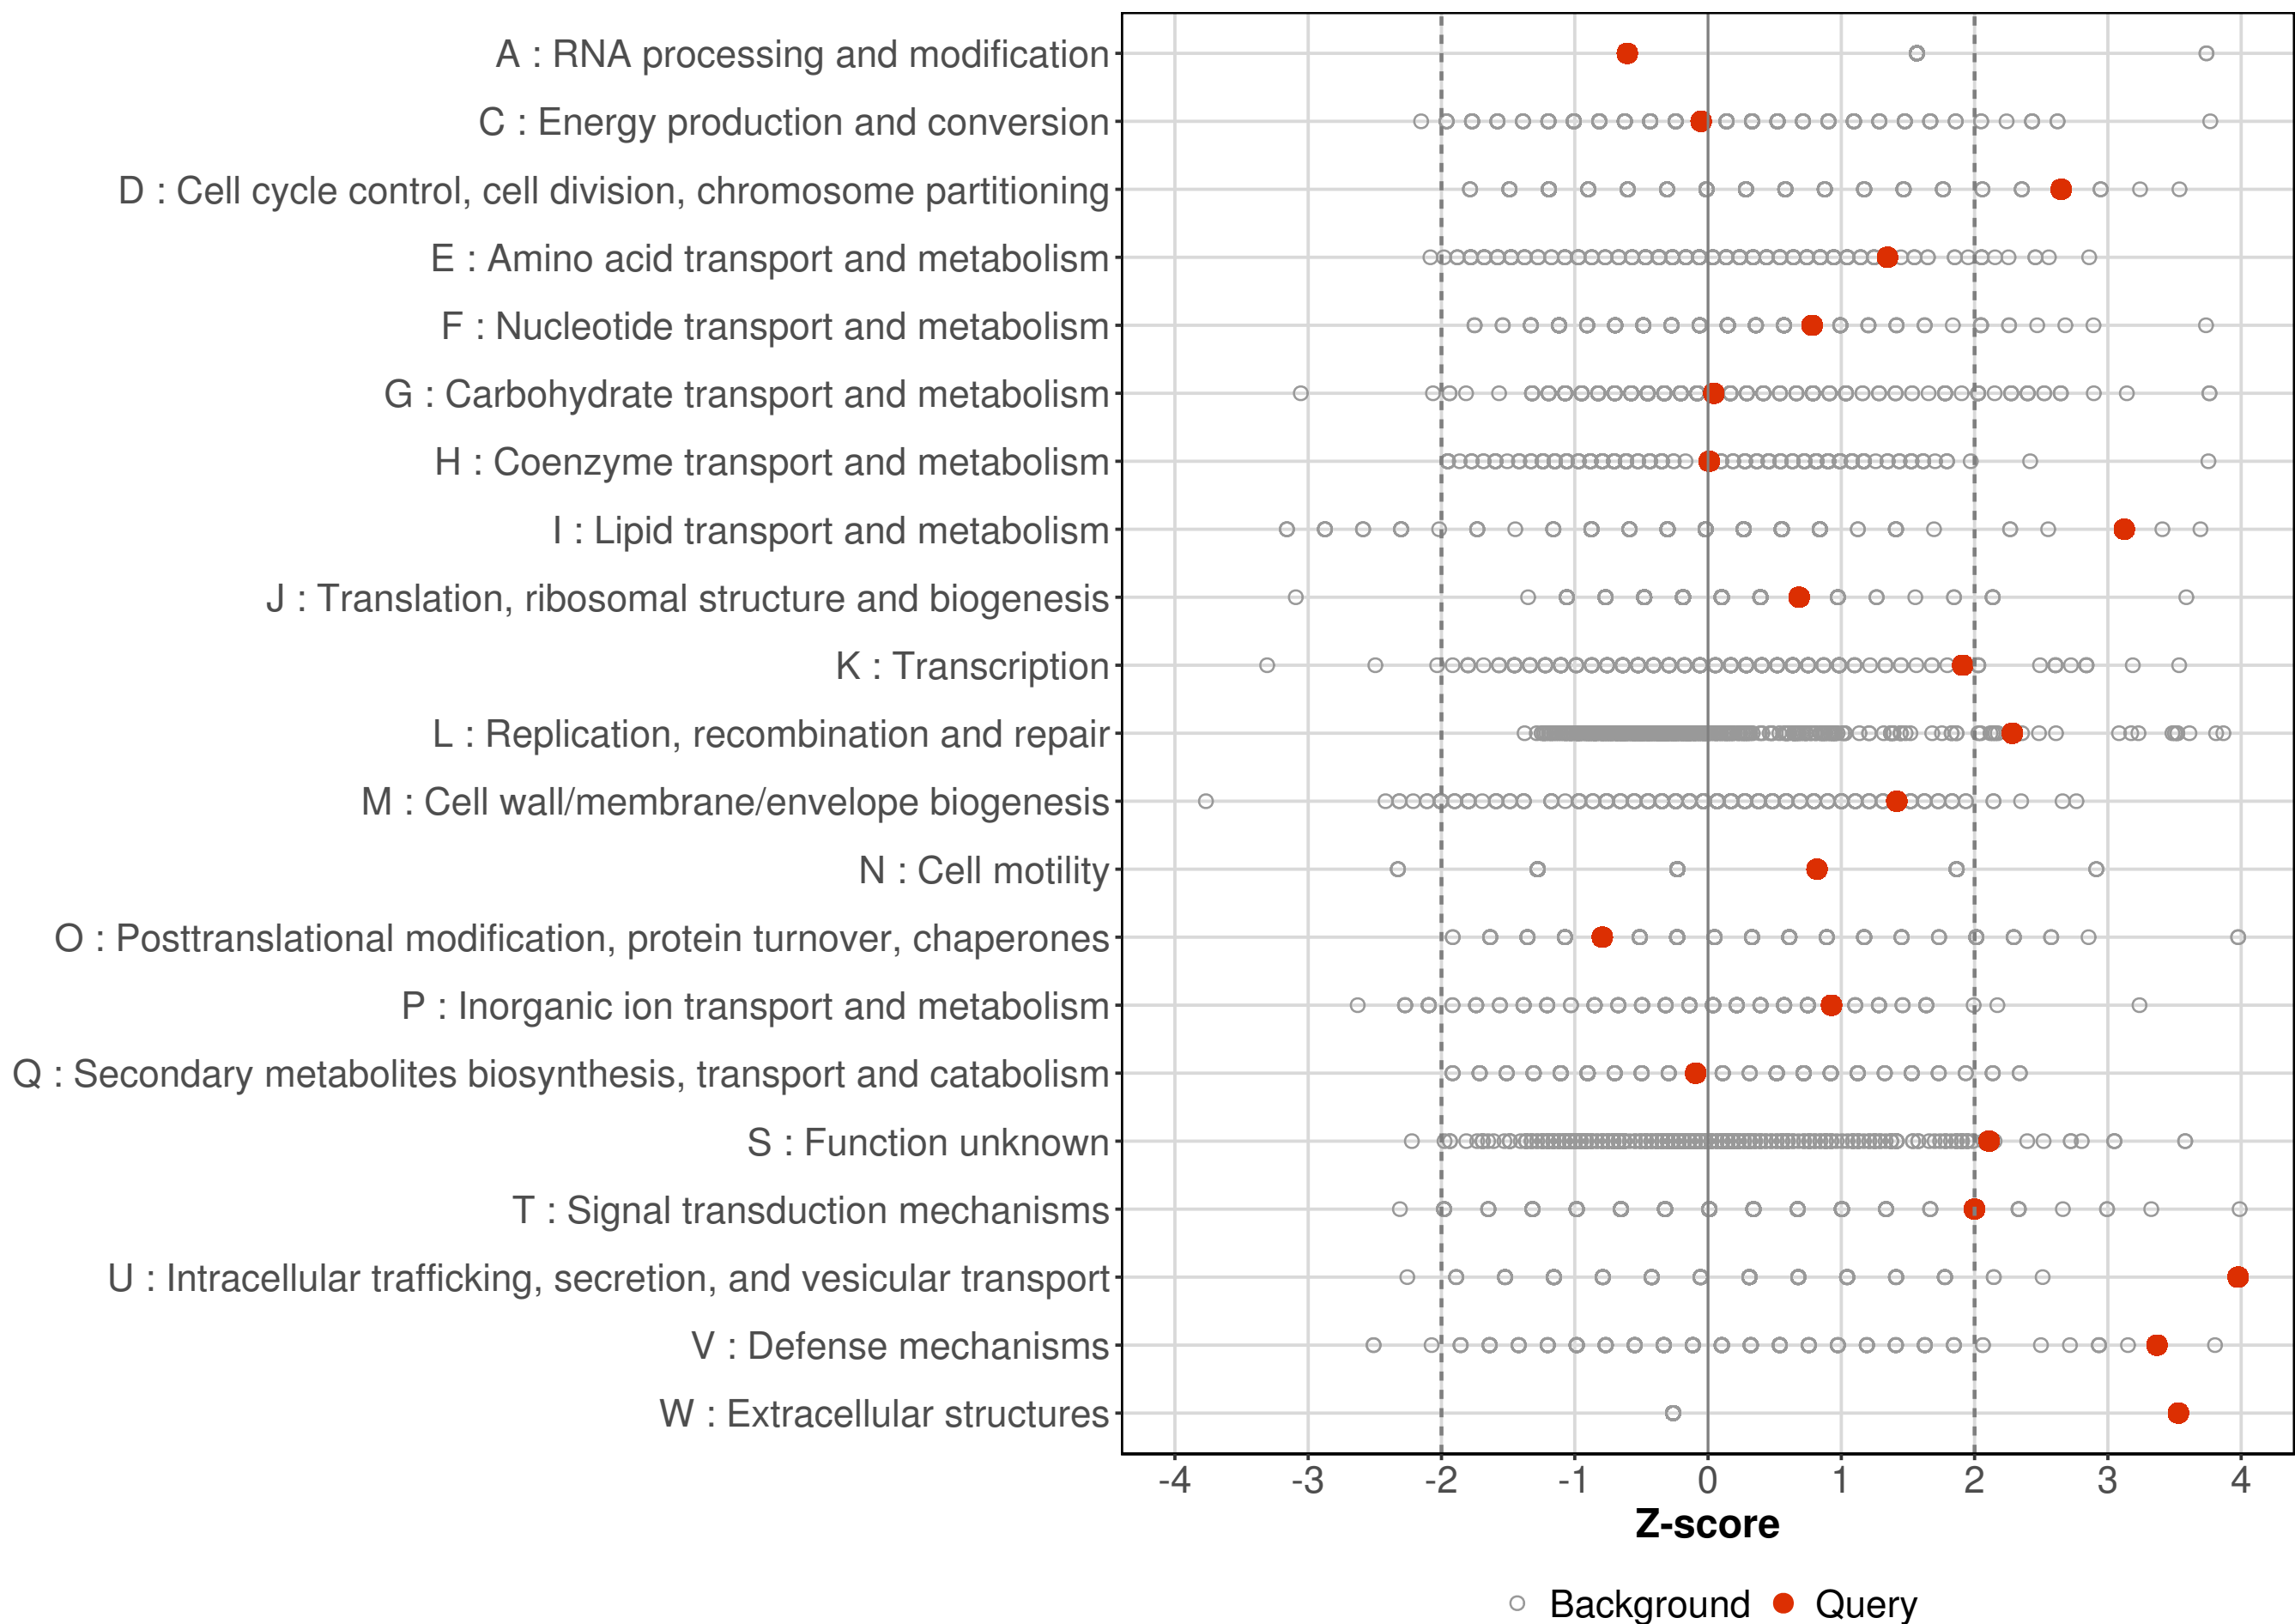 A : RNA processing and modification
C : Energy production and conversion
D : Cell cycle control, cell division, chromosome partitioning
E : Amino acid transport and metabolism
F : Nucleotide transport and metabolism
G : Carbohydrate transport and metabolism
H : Coenzyme transport and metabolism
I : Lipid transport and metabolism
J : Translation, ribosomal structure and biogenesis
K : Transcription
L : Replication, recombination and repair
M : Cell wall/membrane/envelope biogenesis
N : Cell motility
O : Posttranslational modification, protein turnover, chaperones
P : Inorganic ion transport and metabolism
Q : Secondary metabolites biosynthesis, transport and catabolism
S : Function unknown
T : Signal transduction mechanisms
U : Intracellular trafficking, secretion, and vesicular transport
V : Defense mechanisms
W : Extracellular structures
-4 -3 -2 -1 0 1 2 3 4
Z-score
Background Query